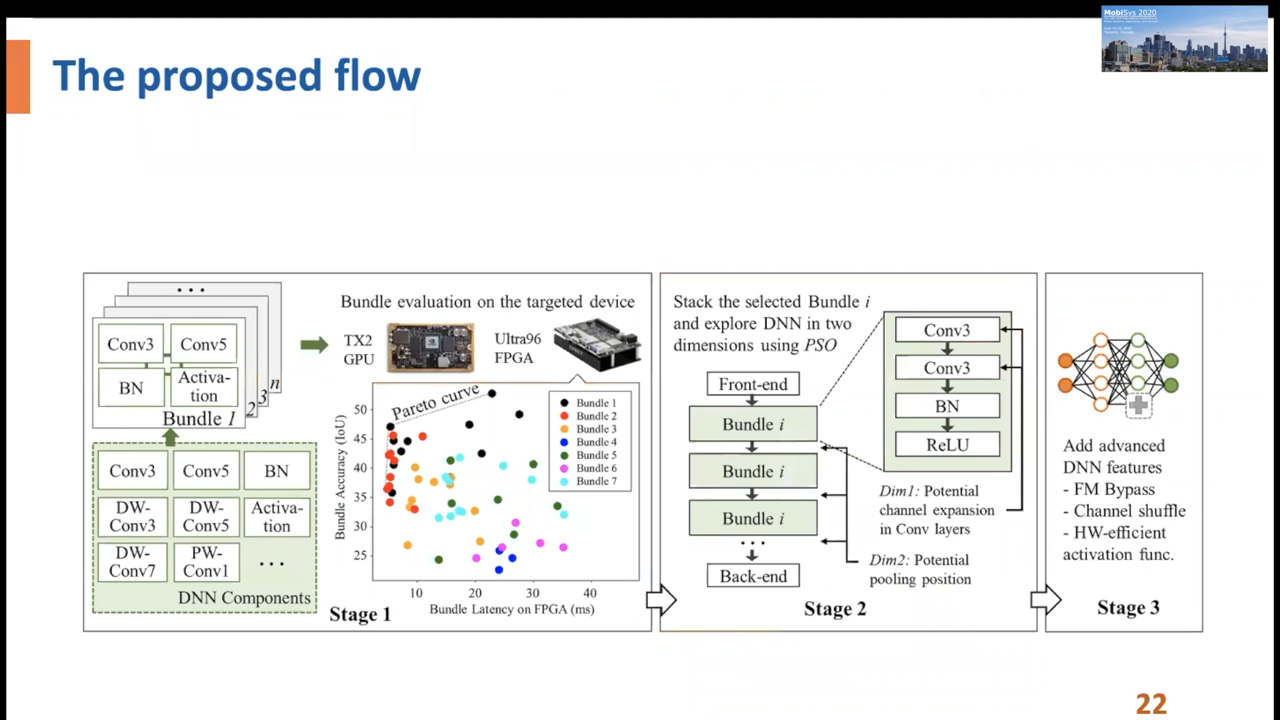 The proposed flow
MobiSys 2020
• • •
Conv3
Conv5
BN
Activa-
tion
Bundle 1
2
3
n
Conv3
Conv5
BN
DW-
Conv3
DW-
Conv5
Activa-
tion
DW-
Conv7
PW-
Conv1
• • •
DNN Components
Bundle evaluation on the targeted device
TX2
GPU
Ultra96
FPGA
Pareto curve
Bundle 1
Bundle 2
Bundle 3
Bundle 4
Bundle 5
Bundle 6
Bundle 7
Bundle Accuracy (IoU)
50
45
40
35
30
25
10
20
30
40
Bundle Latency on FPGA (ms)
Stage 1
Stack the selected Bundle i
and explore DNN in two
dimensions using PSO
Front-end
Bundle i
Bundle i
Bundle i
• • •
Back-end
Conv3
Conv3
BN
ReLU
Dim1: Potential
channel expansion
in Conv layers
Dim2: Potential
pooling position
Stage 2
Add advanced
DNN features
- FM Bypass
- Channel shuffle
- HW-efficient
activation func.
Stage 3
22